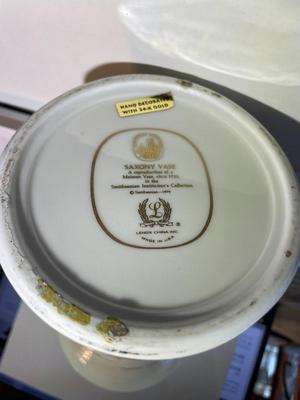 HAND DECORATED
WITH 24-K GOLD
SAXONY VASE
A reproduction of a
Meissen Vase, circa 1735,
in the
Smithsonian Institution's Collection
© Smithsonian
L
®
LENOX CHINA INC.
MADE IN USA